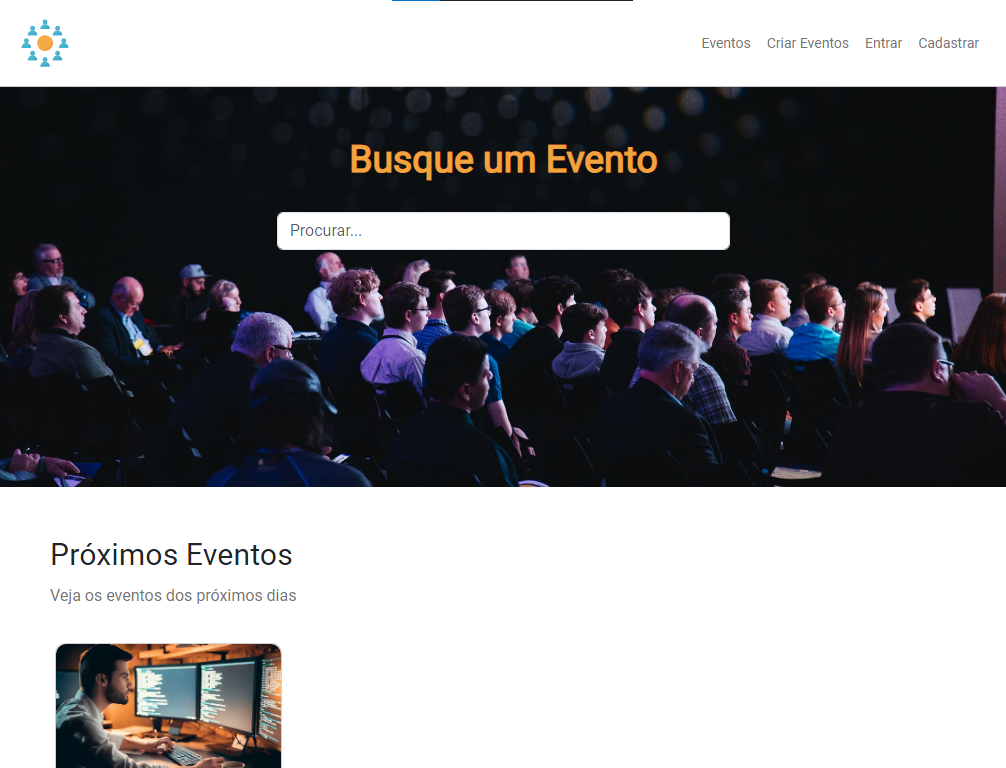 Eventos Criar Eventos Entrar Cadastrar
Busque um Evento
Procurar...
Próximos Eventos
Veja os eventos dos próximos dias